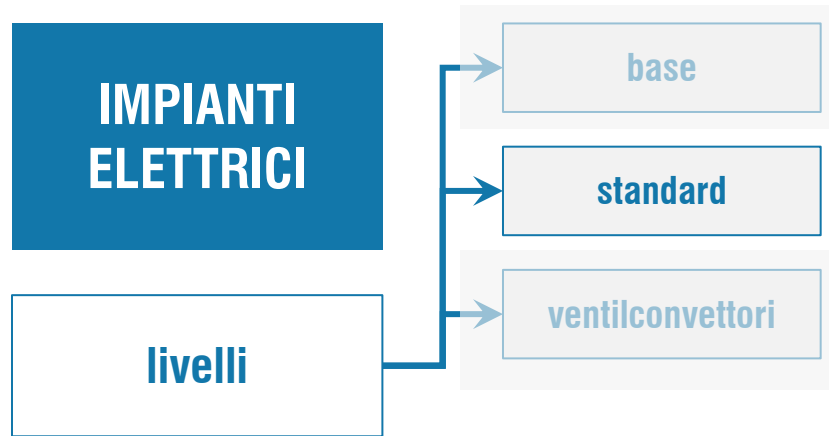 IMPIANTI
ELETTRICI
livelli
base
standard
ventilconvettori